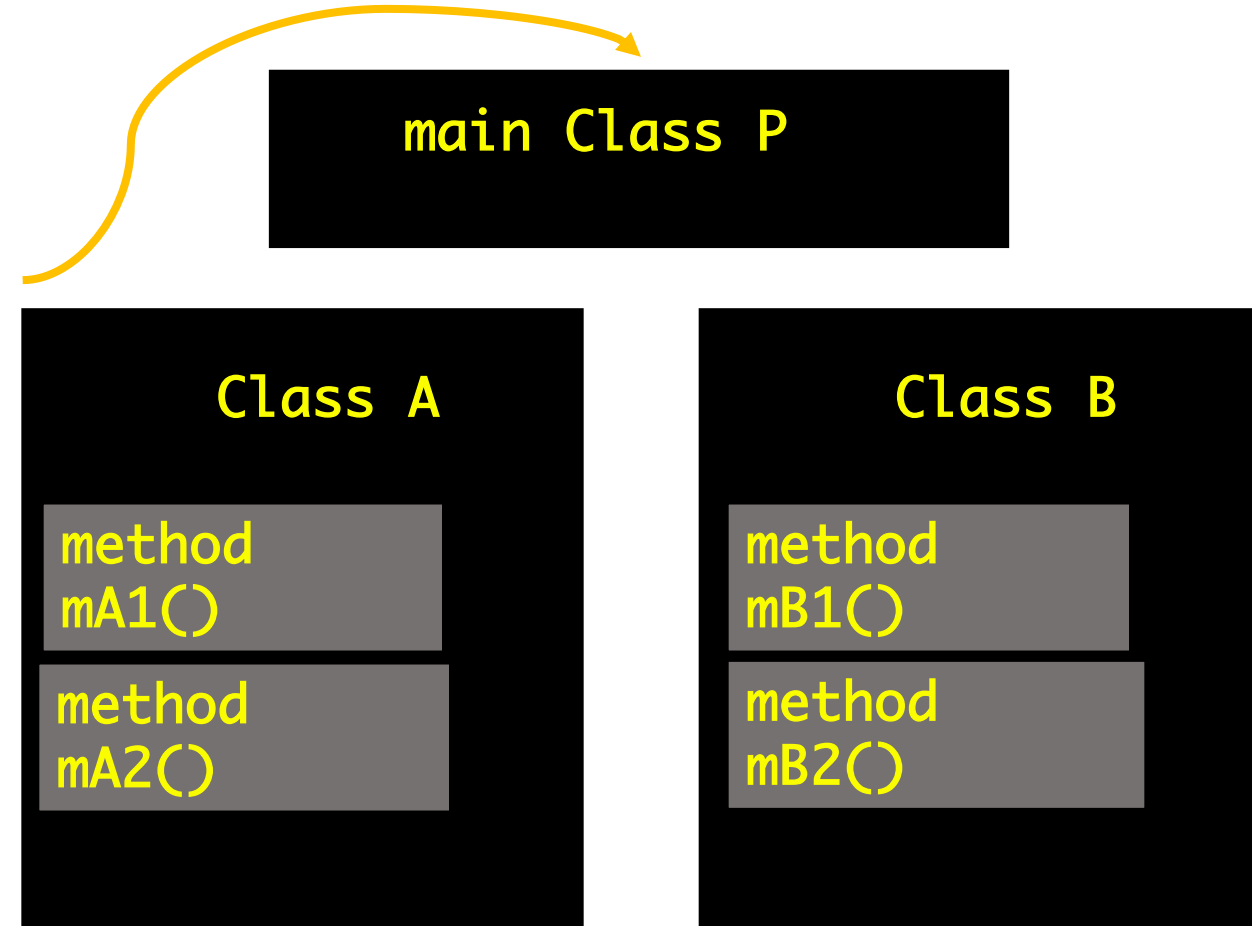 main Class P
Class A
method
mA1()
method
mA2()
Class B
method
mB1()
method
mB2()